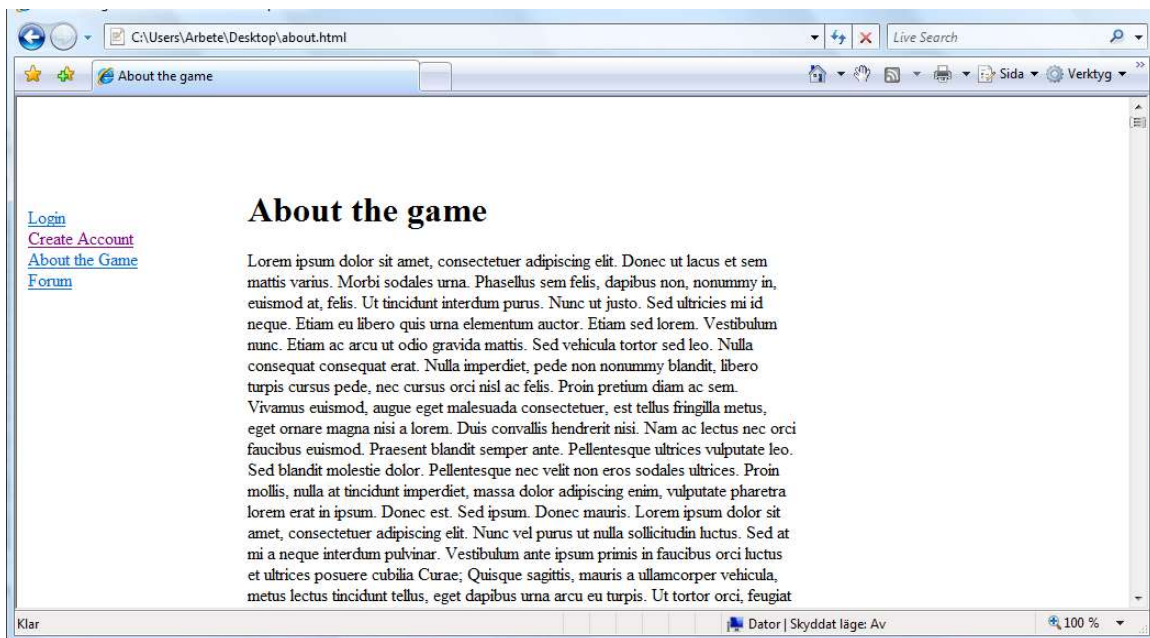 C:\Users\Arbete\Desktop\about.html
Live Search
About the game
Sida
Verktyg
Login
Create Account
About the Game
Forum
About the game
Lorem ipsum dolor sit amet, consectetuer adipiscing elit. Donec ut lacus et sem
mattis varius. Morbi sodales urna. Phasellus sem felis, dapibus non, nonummy in,
euismod at, felis. Ut tincidunt interdum purus. Nunc ut justo. Sed ultricies mi id
neque. Etiam eu libero quis urna elementum auctor. Etiam sed lorem. Vestibulum
nunc. Etiam ac arcu ut odio gravida mattis. Sed vehicula tortor sed leo. Nulla
consequat consequat erat. Nulla imperdiet, pede non nonummy blandit, libero
turpis cursus pede, nec cursus orci nisl ac felis. Proin pretium diam ac sem.
Vivamus euismod, augue eget malesuada consectetuer, est tellus fringilla metus,
eget ornare magna nisi a lorem. Duis convallis hendrerit nisi. Nam ac lectus nec orci
faucibus euismod. Praesent blandit semper ante. Pellentesque ultrices vulputate leo.
Sed blandit molestie dolor. Pellentesque nec velit non eros sodales ultrices. Proin
mollis, nulla at tincidunt imperdiet, massa dolor adipiscing enim, vulputate pharetra
lorem erat in ipsum. Donec est. Sed ipsum. Donec mauris. Lorem ipsum dolor sit
amet, consectetuer adipiscing elit. Nunc vel purus ut nulla sollicitudin luctus. Sed at
mi a neque interdum pulvinar. Vestibulum ante ipsum primis in faucibus orci luctus
et ultrices posuere cubilia Curae; Quisque sagittis, mauris a ullamcorper vehicula,
metus lectus tincidunt tellus, eget dapibus urna arcu eu turpis. Ut tortor orci, feugiat
Klar
Dator | Skyddat läge: Av
100 %